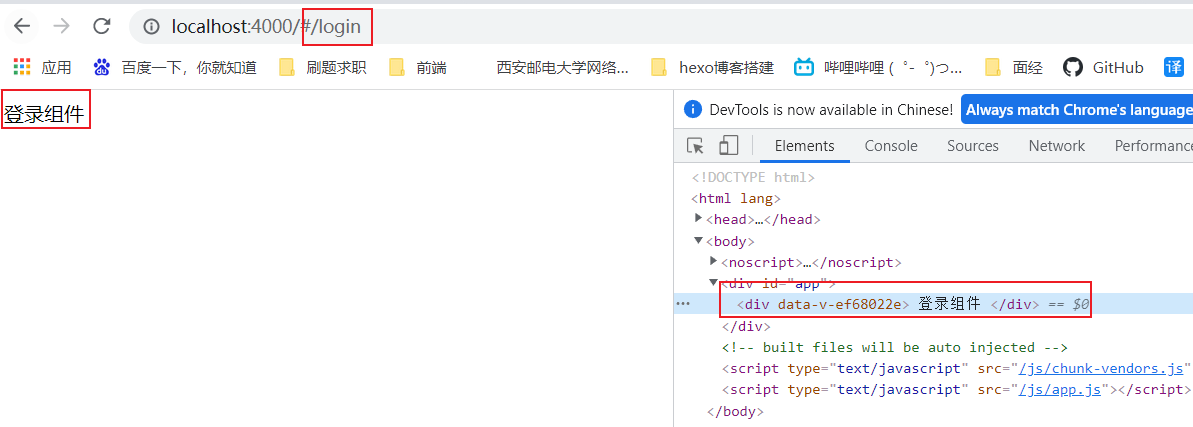 localhost:4000/#/login
应用 百度一下，你就知道 刷题求职 前端 西安邮电大学网络... hexo博客搭建 哔哩哔哩 ( ゜- ゜)つ... 面经 GitHub 译
登录组件
DevTools is now available in Chinese! Always match Chrome's language
Elements Console Sources Network Performance
<!DOCTYPE html>
<html lang>
<head>…</head>
<body>
<noscript>…</noscript>
<div id="app">
<div data-v-ef68022e> 登录组件 </div> == $0
</div>
<!-- built files will be auto injected -->
<script type="text/javascript" src="/js/chunk-vendors.js"
<script type="text/javascript" src="/js/app.js"></script>
</body>